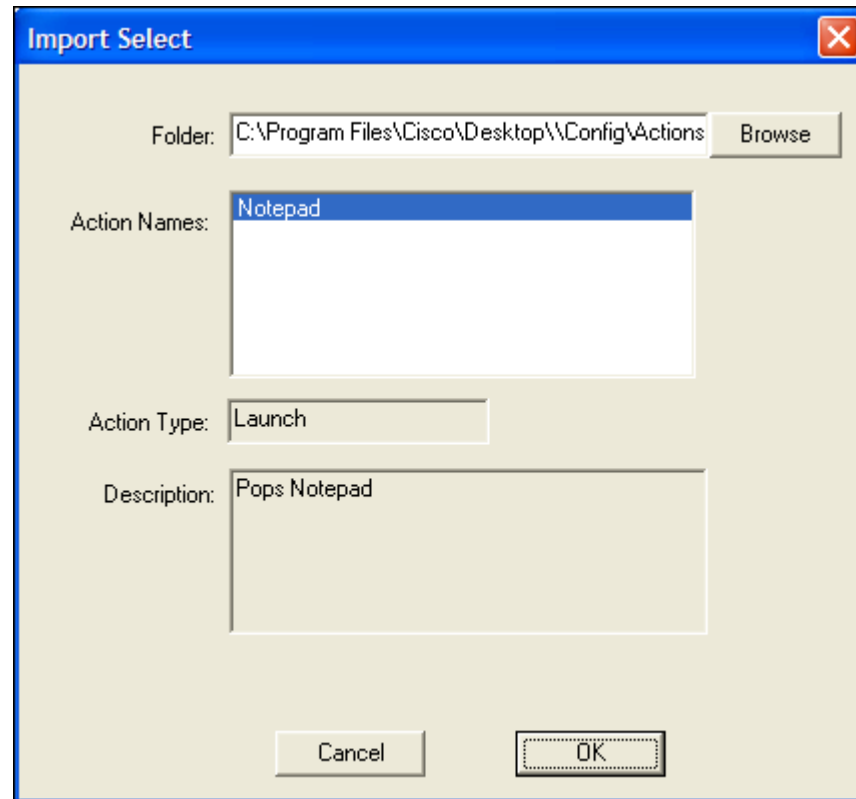 Import Select
Folder: C:\Program Files\Cisco\Desktop\\Config\Actions Browse
Action Names: Notepad
Action Type: Launch
Description: Pops Notepad
Cancel OK